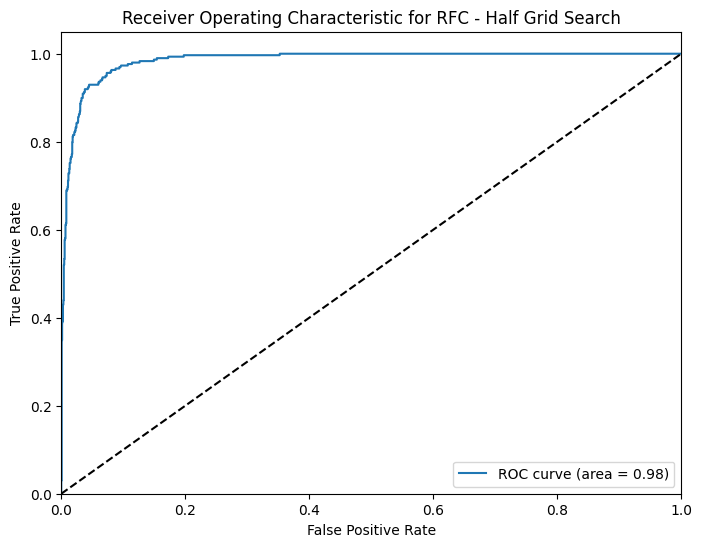 Receiver Operating Characteristic for RFC - Half Grid Search
True Positive Rate
1.0
0.8
0.6
0.4
0.2
0.0
0.0 0.2 0.4 0.6 0.8 1.0
False Positive Rate
ROC curve (area = 0.98)